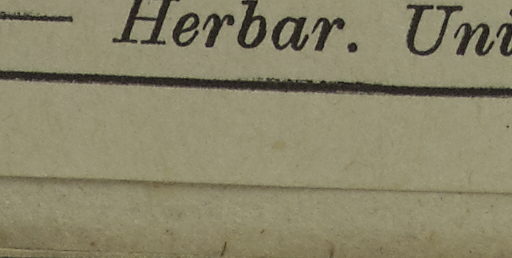 — Herbar. Uni